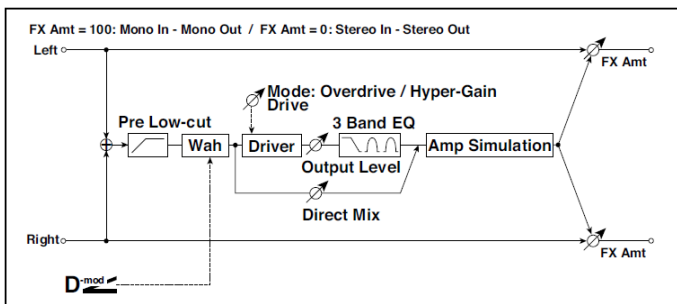 FX Amt = 100: Mono In - Mono Out / FX Amt = 0: Stereo In - Stereo Out
Left
FX Amt
Mode: Overdrive / Hyper-Gain
Drive
Pre Low-cut
3 Band EQ
Wah
Driver
Amp Simulation
Output Level
Direct Mix
Right
FX Amt
D-mod